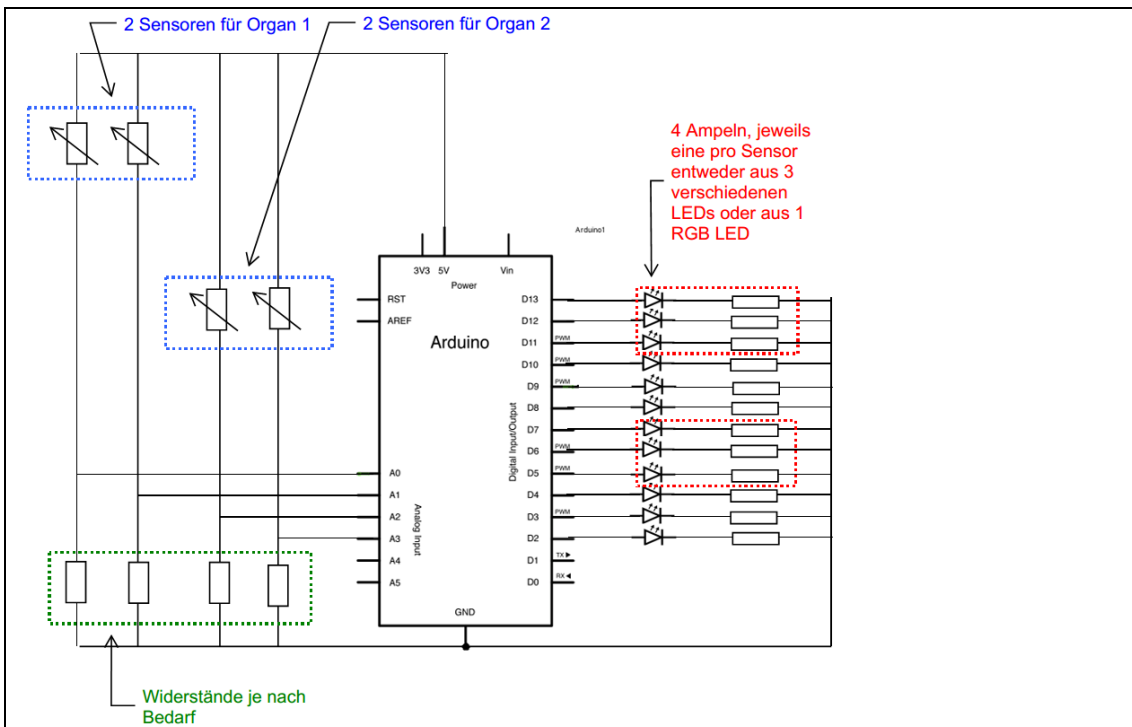 2 Sensoren für Organ 1
2 Sensoren für Organ 2
4 Ampeln, jeweils
eine pro Sensor
entweder aus 3
verschiedenen
LEDs oder aus 1
RGB LED
Arduino1
3V3 5V Vin
Power
RST
AREF
Arduino
D13
D12
D11 PWM
D10 PWM
D9 PWM
D8
D7
D6 PWM
D5 PWM
D4
D3 PWM
D2
D1 TX
D0 RX
Digital Input/Output
A0
A1
A2
A3
A4
A5
Analog Input
GND
Widerstände je nach
Bedarf